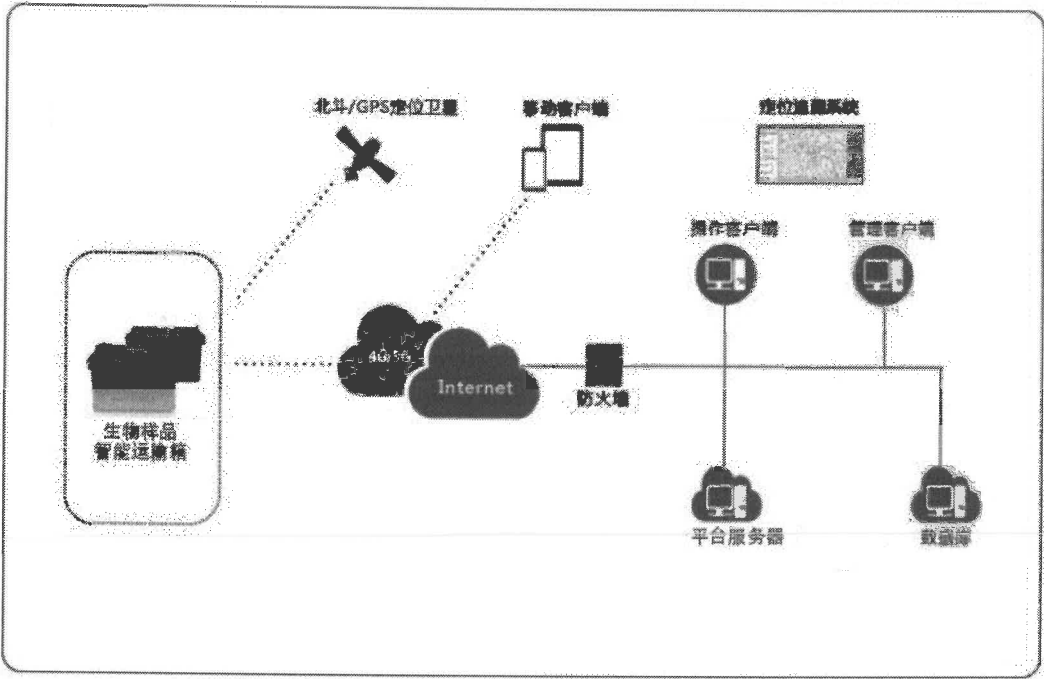 北斗/GPS定位卫星
移动客户端
定位追溯系统
操作客户端
管理客户端
4G/5G
Internet
防火墙
生物样品
智能运输箱
平台服务器
数据库